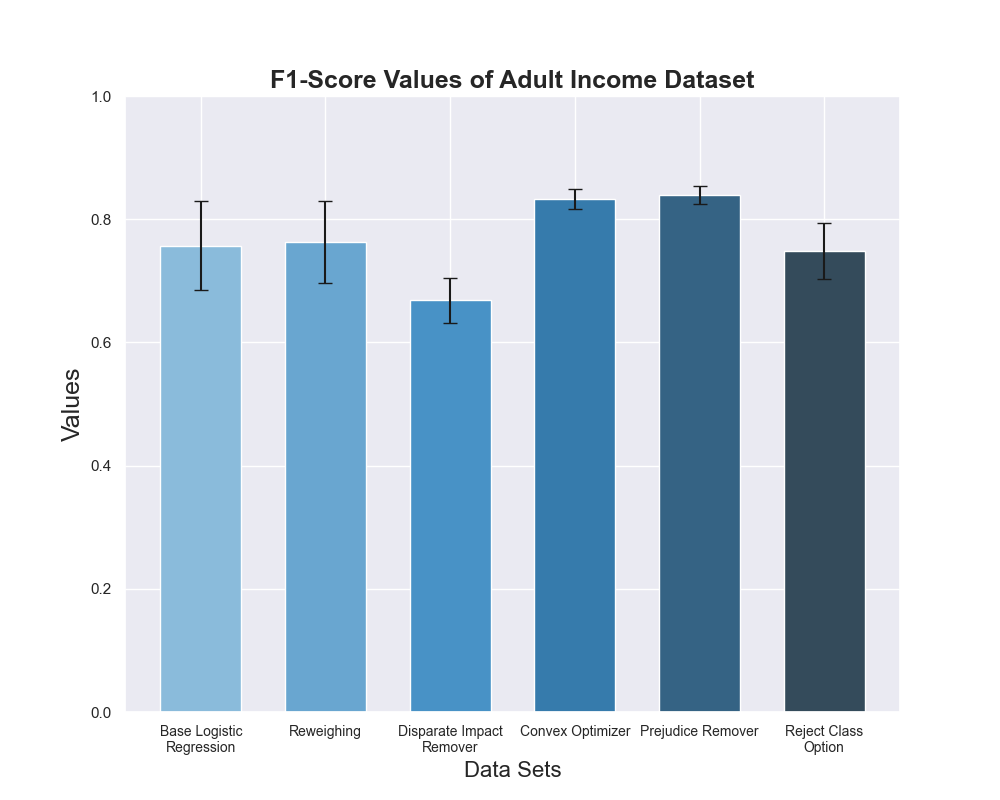 F1-Score Values of Adult Income Dataset
1.0
0.8
0.6
0.4
0.2
0.0
Values
Base Logistic
Regression
Reweighing
Disparate Impact
Remover
Convex Optimizer
Prejudice Remover
Reject Class
Option
Data Sets